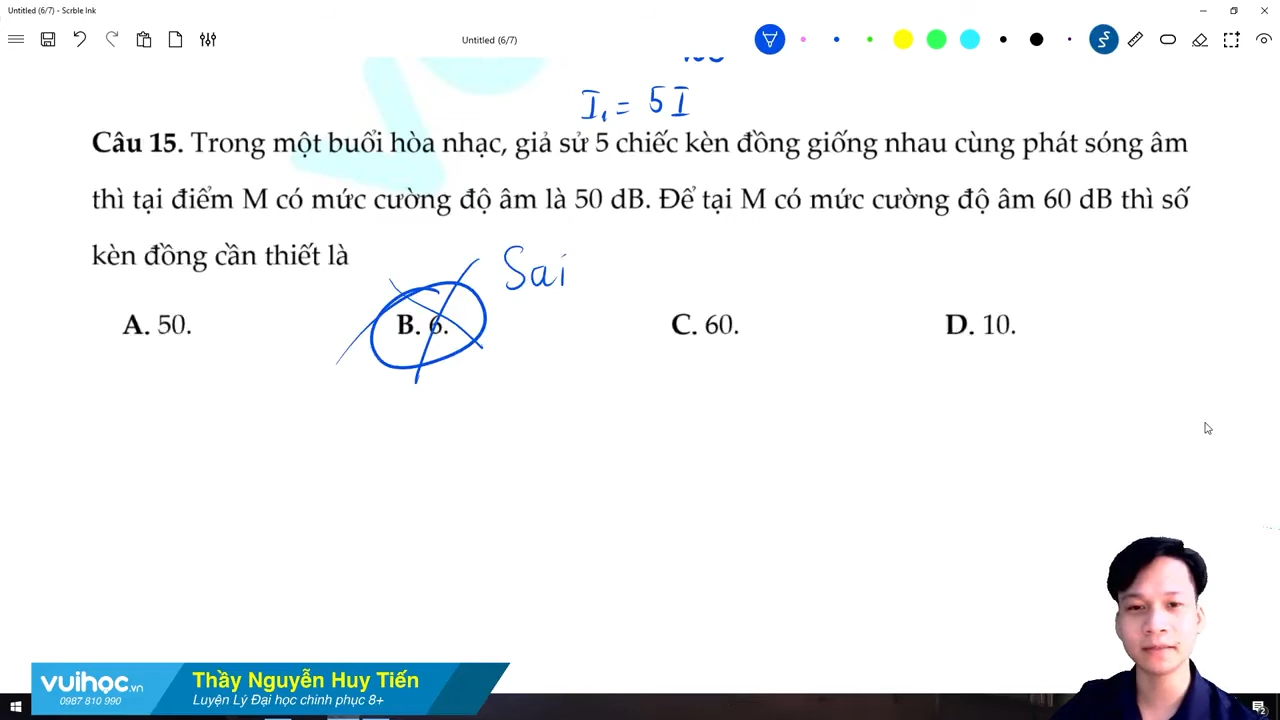 Untitled (6/7) - Scrble Ink
Untitled (6/7)
I₁ = 5I
Câu 15. Trong một buổi hòa nhạc, giả sử 5 chiếc kèn đồng giống nhau cùng phát sóng âm
thì tại điểm M có mức cường độ âm là 50 dB. Để tại M có mức cường độ âm 60 dB thì số
kèn đồng cần thiết là
Sai
A. 50. B. 6. C. 60. D. 10.
vuihọc.vn
0987 810 990
Thầy Nguyễn Huy Tiến
Luyện Lý Đại học chinh phục 8+